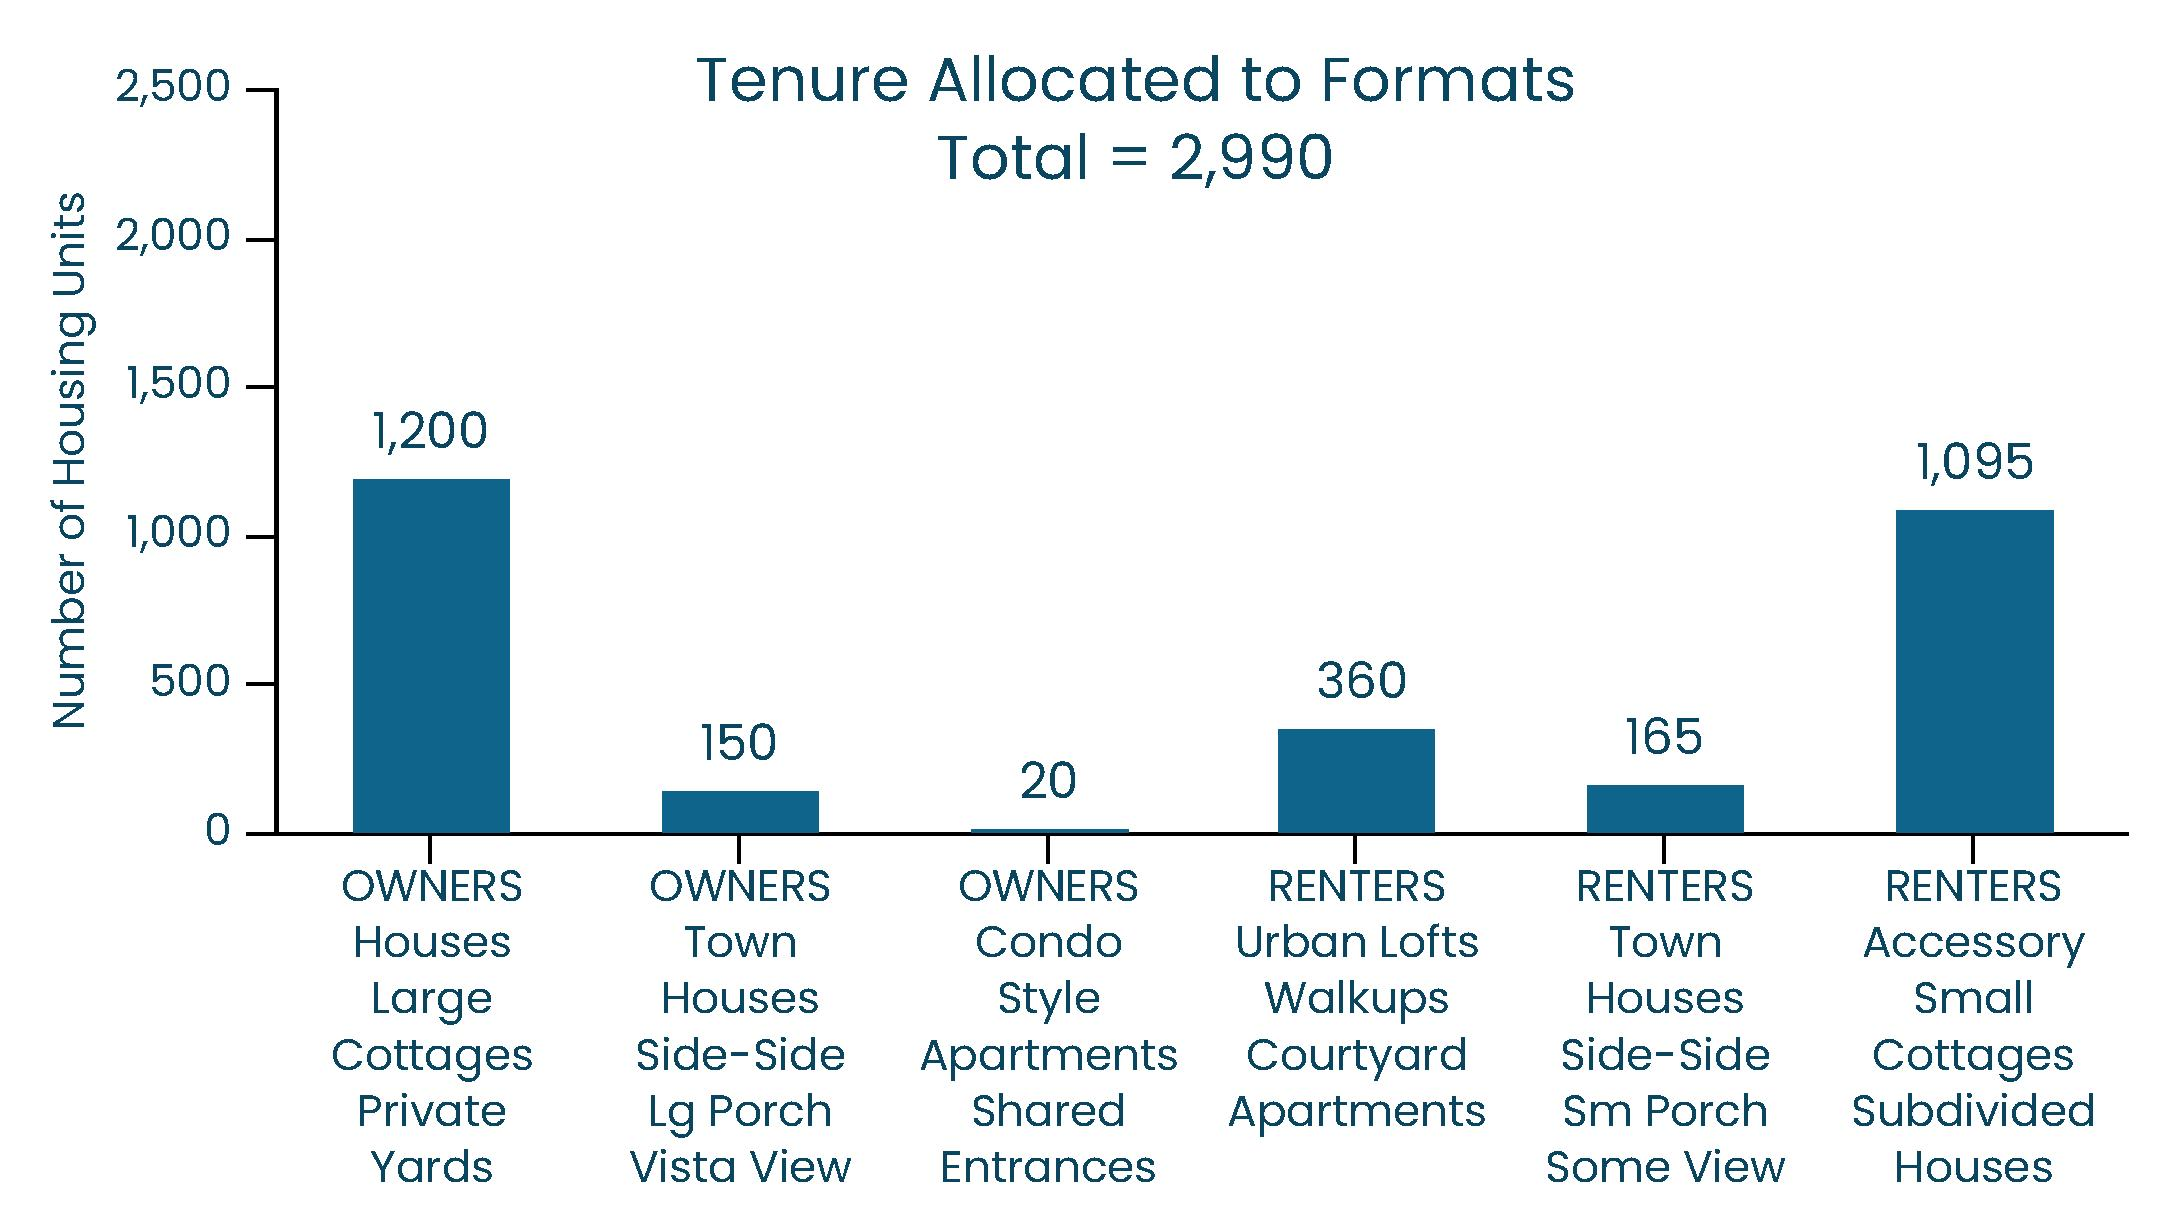 Tenure Allocated to Formats
Total = 2,990
Number of Housing Units
2,500
2,000
1,500
1,000
500
0
1,200
150
20
360
165
1,095
OWNERS
Houses
Large
Cottages
Private
Yards
OWNERS
Town
Houses
Side-Side
Lg Porch
Vista View
OWNERS
Condo
Style
Apartments
Shared
Entrances
RENTERS
Urban Lofts
Walkups
Courtyard
Apartments
RENTERS
Town
Houses
Side-Side
Sm Porch
Some View
RENTERS
Accessory
Small
Cottages
Subdivided
Houses